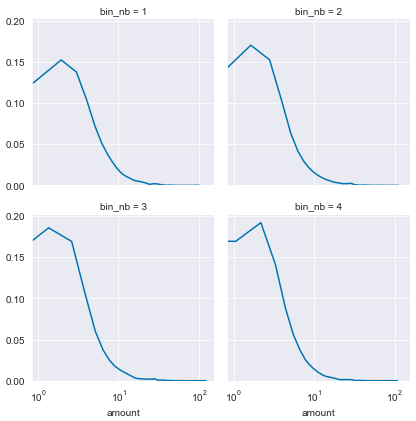 bin_nb = 1
bin_nb = 2
0.20
0.15
0.10
0.05
0.00
bin_nb = 3
bin_nb = 4
0.20
0.15
0.10
0.05
0.00
10⁰ 10¹ 10²
10⁰ 10¹ 10²
amount
amount